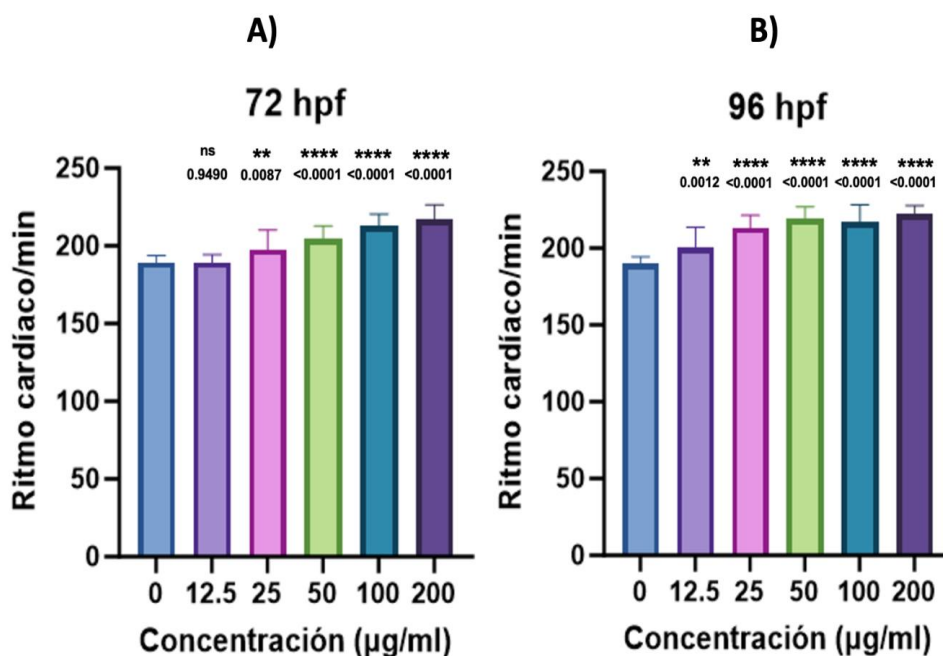 A)
72 hpf
ns ** **** **** ****
0.9490 0.0087 <0.0001 <0.0001 <0.0001
250
200
150
100
50
0
Ritmo cardíaco/min
0 12.5 25 50 100 200
Concentración (µg/ml)
B)
96 hpf
** **** **** **** ****
0.0012 <0.0001 <0.0001 <0.0001 <0.0001
250
200
150
100
50
0
Ritmo cardíaco/min
0 12.5 25 50 100 200
Concentración (µg/ml)